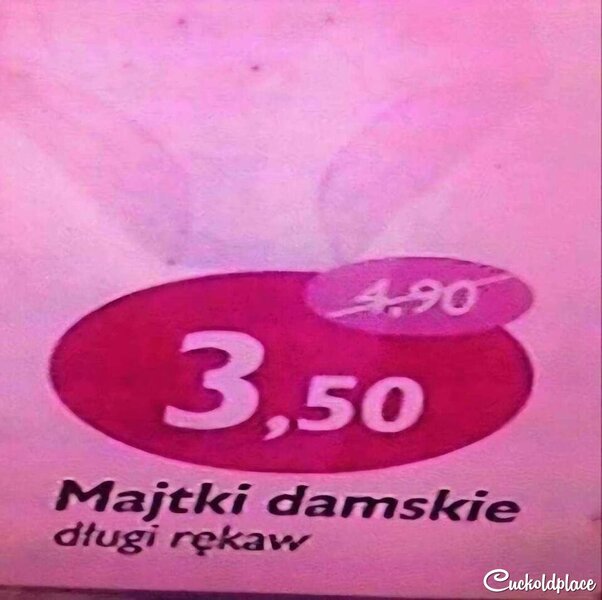 4.90
3,50
Majtki damskie
długi rękaw
Cuckoldplace